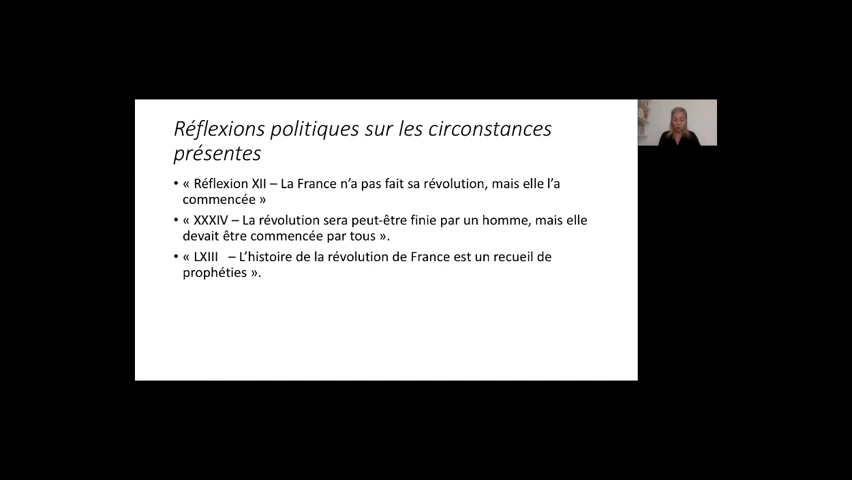 Réflexions politiques sur les circonstances
présentes
• « Réflexion XII – La France n’a pas fait sa révolution, mais elle l’a
commencée »
• « XXXIV – La révolution sera peut-être finie par un homme, mais elle
devait être commencée par tous ».
• « LXIII – L’histoire de la révolution de France est un recueil de
prophéties ».